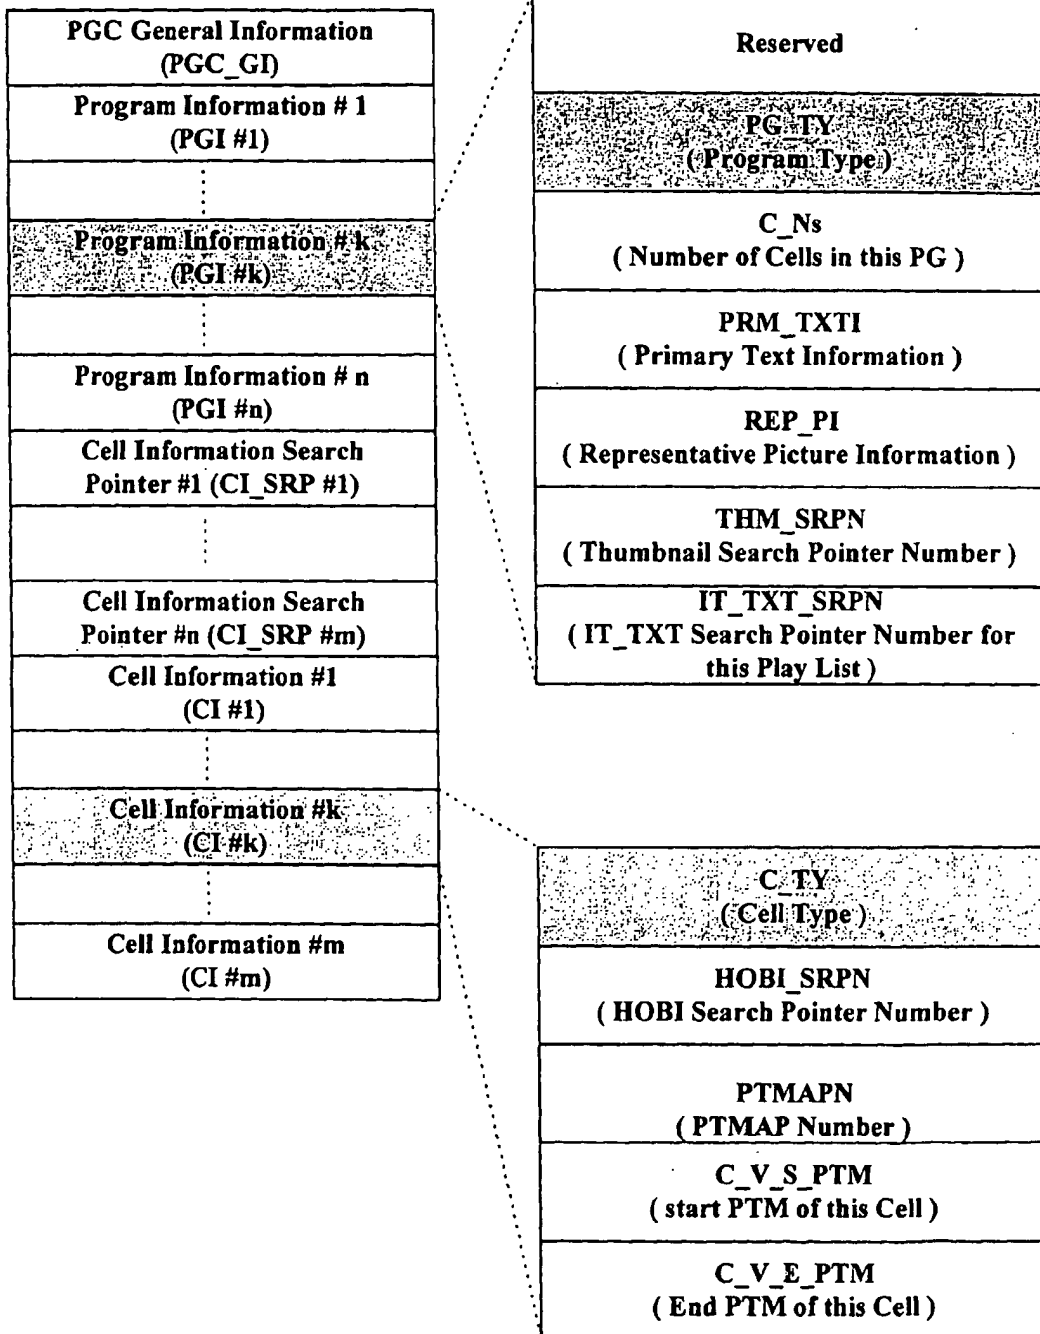 PGC General Information
(PGC_GI)
Program Information # 1
(PGI #1)
Program Information # k
(PGI #k)
Program Information # n
(PGI #n)
Cell Information Search
Pointer #1 (CI_SRP #1)
Cell Information Search
Pointer #n (CI_SRP #m)
Cell Information #1
(CI #1)
Cell Information #k
(CI #k)
Cell Information #m
(CI #m)
Reserved
PG_TY
( Program Type )
C_Ns
( Number of Cells in this PG )
PRM_TXTI
( Primary Text Information )
REP_PI
( Representative Picture Information )
THM_SRPN
( Thumbnail Search Pointer Number )
IT_TXT_SRPN
( IT_TXT Search Pointer Number for
this Play List )
C_TY
( Cell Type )
HOBI_SRPN
( HOBI Search Pointer Number )
PTMAPN
( PTMAP Number )
C_V_S_PTM
( start PTM of this Cell )
C_V_E_PTM
( End PTM of this Cell )